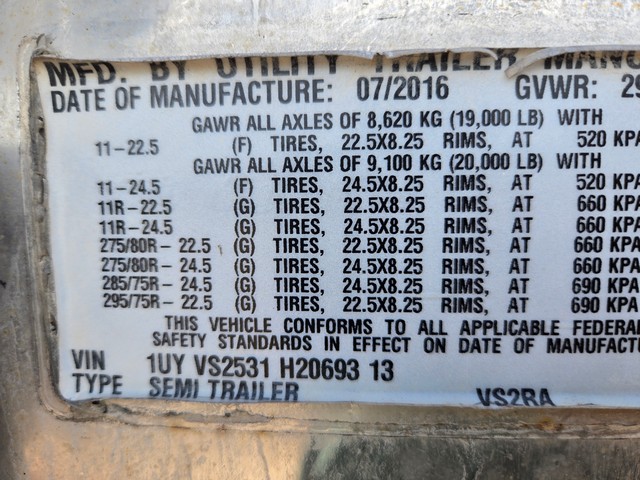 MFD. BY UTILITY TRAILER MANU
DATE OF MANUFACTURE: 07/2016 GVWR: 29
GAWR ALL AXLES OF 8,620 KG (19,000 LB) WITH
11-22.5 (F) TIRES, 22.5X8.25 RIMS, AT 520 KPA
GAWR ALL AXLES OF 9,100 KG (20,000 LB) WITH
11-24.5 (F) TIRES, 24.5X8.25 RIMS, AT 520 KPA
11R-22.5 (G) TIRES, 22.5X8.25 RIMS, AT 660 KPA
11R-24.5 (G) TIRES, 24.5X8.25 RIMS, AT 660 KPA
275/80R-22.5 (G) TIRES, 22.5X8.25 RIMS, AT 660 KPA
275/80R-24.5 (G) TIRES, 24.5X8.25 RIMS, AT 660 KPA
285/75R-24.5 (G) TIRES, 24.5X8.25 RIMS, AT 690 KPA
295/75R-22.5 (G) TIRES, 22.5X8.25 RIMS, AT 690 KPA
THIS VEHICLE CONFORMS TO ALL APPLICABLE FEDERAL
SAFETY STANDARDS IN EFFECT ON DATE OF MANUFACTU
VIN 1UY VS2531 H20693 13
TYPE SEMI TRAILER VS2RA